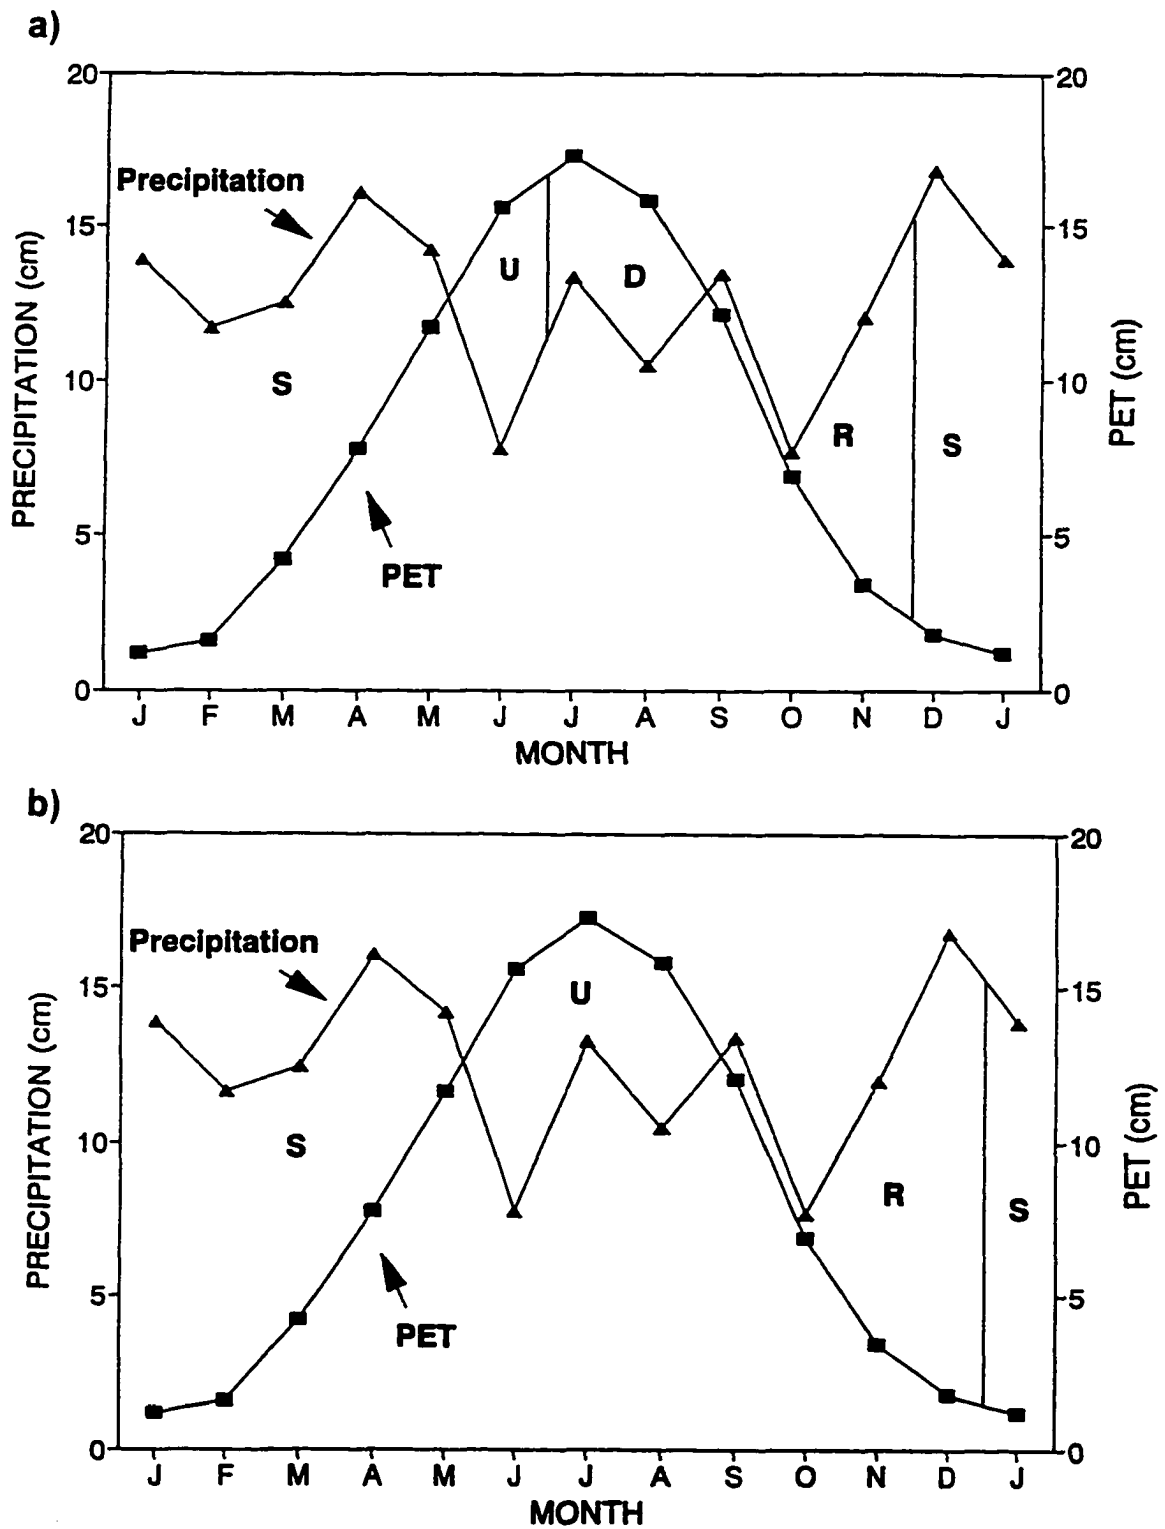 a)
20 20
Precipitation
15 15
U D
S
10 10
R S
5 5
PET
0 0
PRECIPITATION (cm)
PET (cm)
J F M A M J J A S O N D J
MONTH
b)
20 20
Precipitation
15 15
U
S
10 10
R S
5 5
PET
0 0
PRECIPITATION (cm)
PET (cm)
J F M A M J J A S O N D J
MONTH